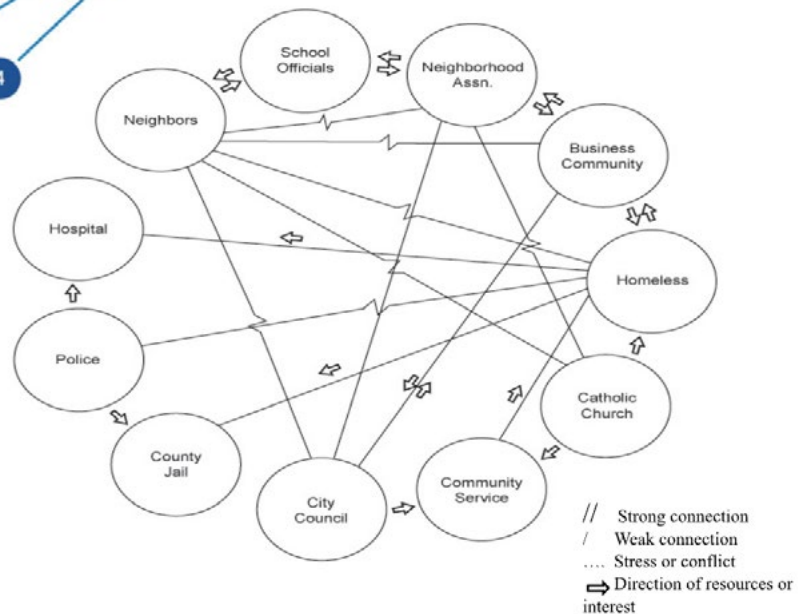 School
Officials
Neighborhood
Assn.
4
Neighbors
Business
Community
Hospital
Homeless
Police
Catholic
Church
County
Jail
Community
Service
City
Council
// Strong connection
/ Weak connection
.... Stress or conflict
Direction of resources or
interest